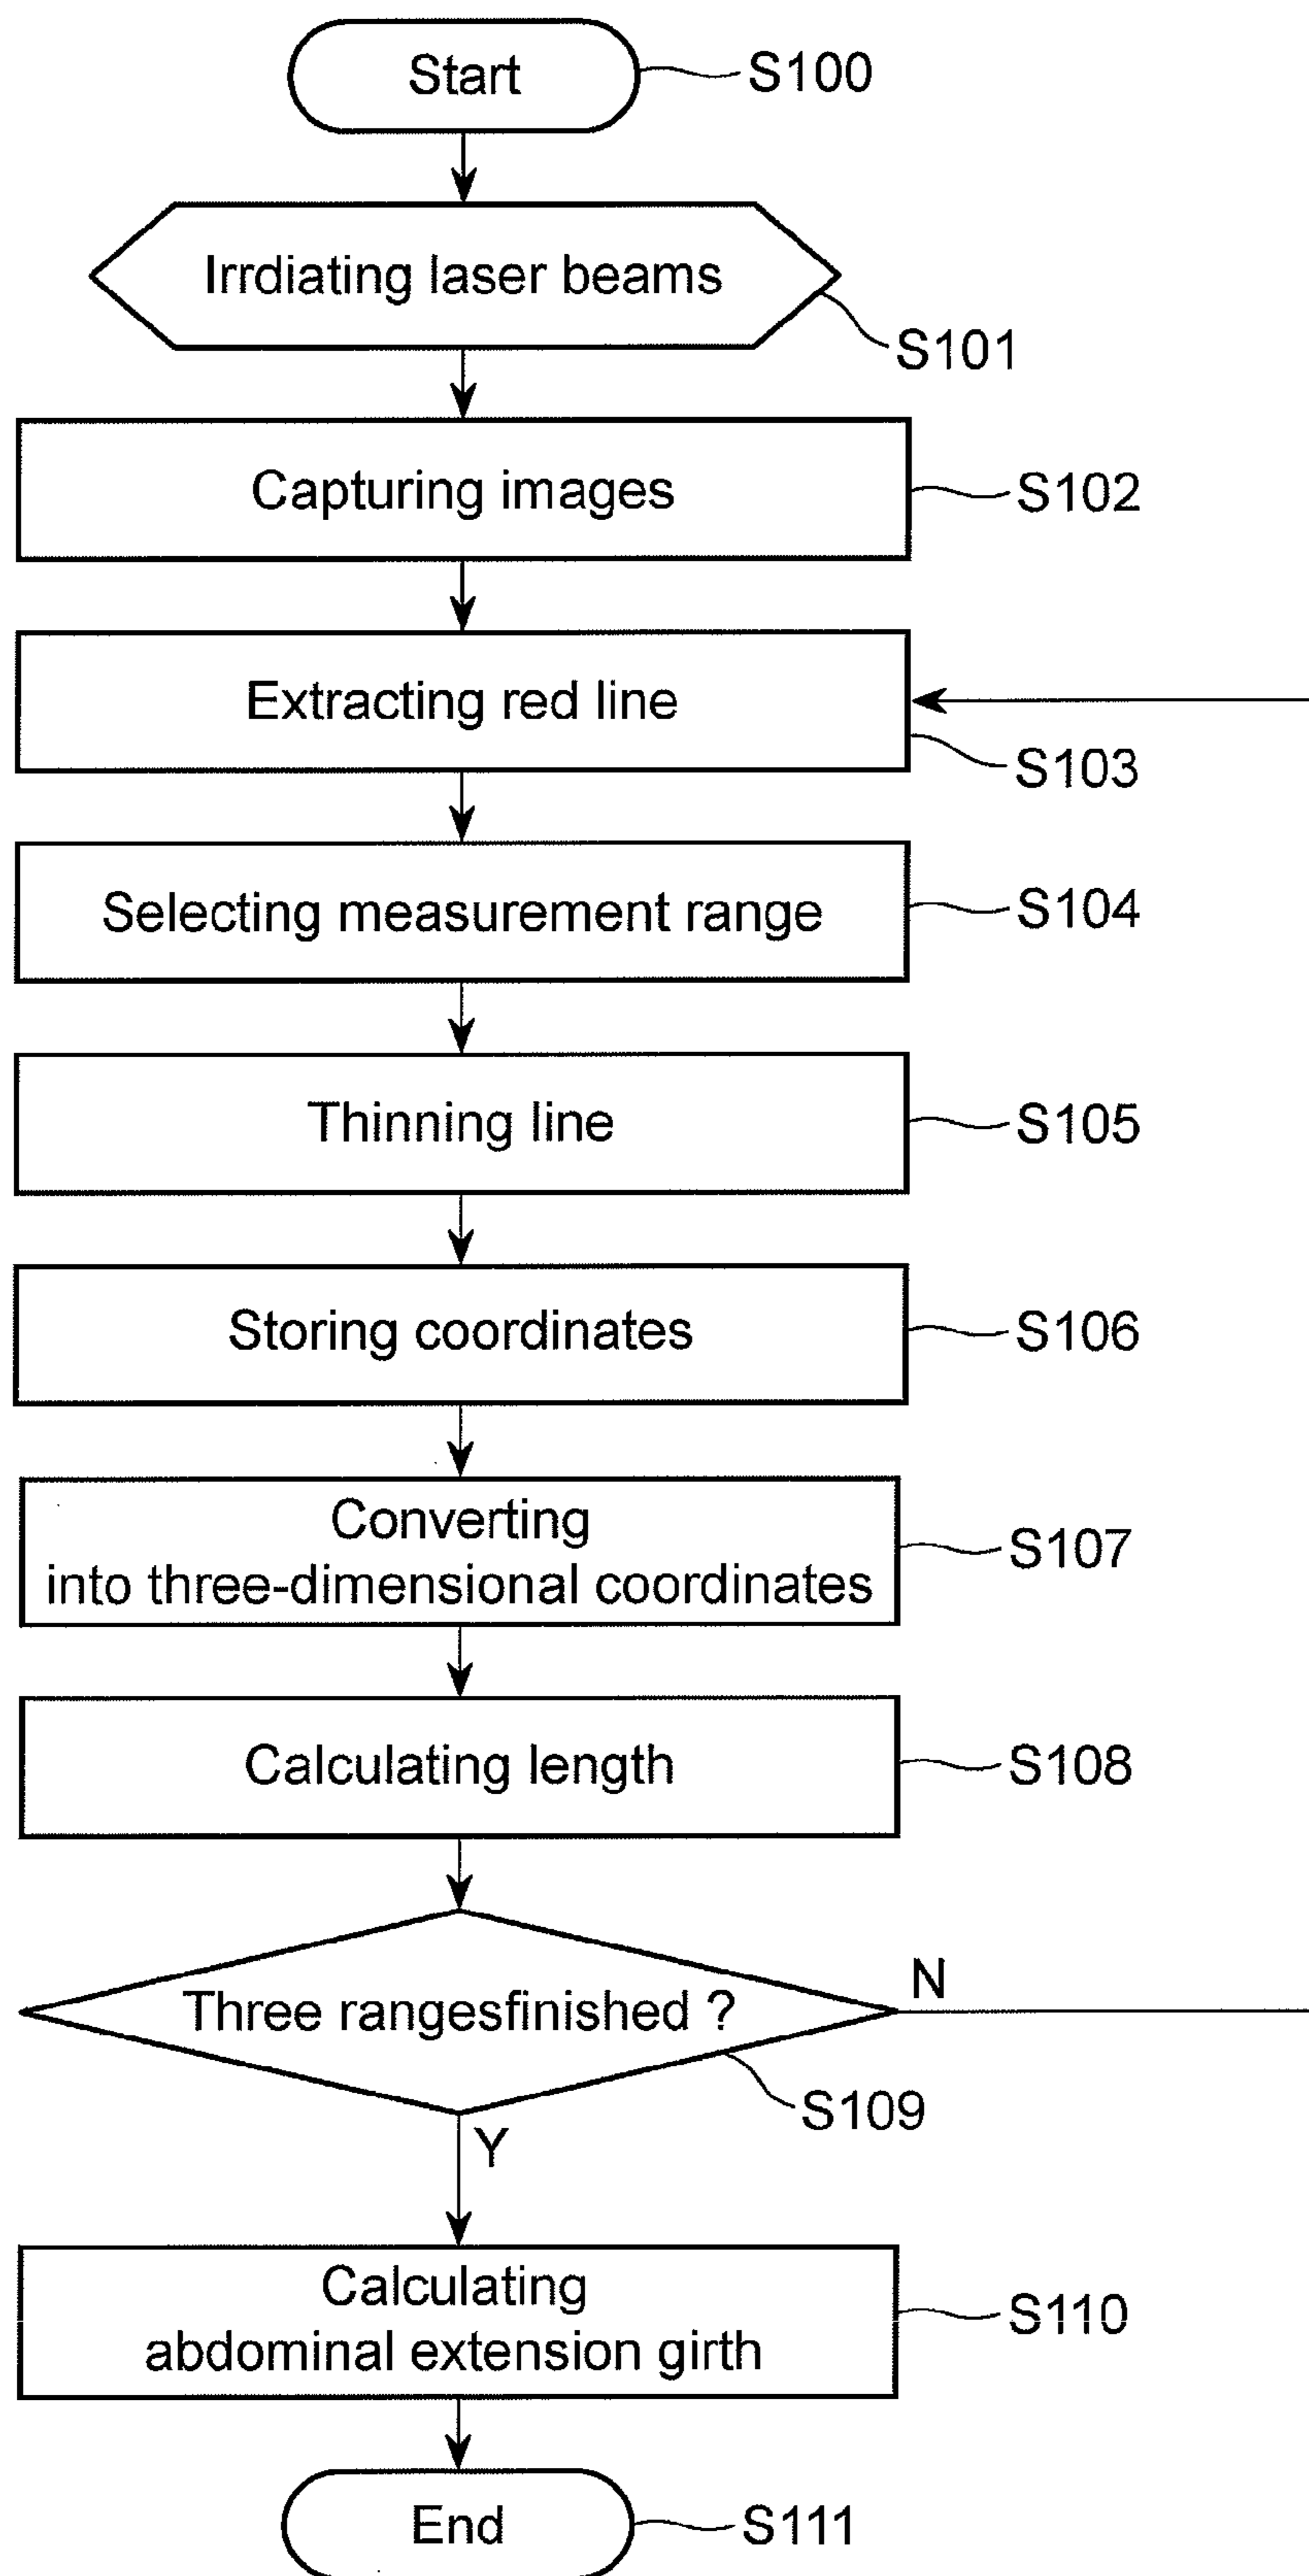 Start
S100
Irrdiating laser beams
S101
Capturing images
S102
Extracting red line
S103
Selecting measurement range
S104
Thinning line
S105
Storing coordinates
S106
Converting
into three-dimensional coordinates
S107
Calculating length
S108
N
Three rangesfinished ?
S109
Y
Calculating
abdominal extension girth
S110
End
S111